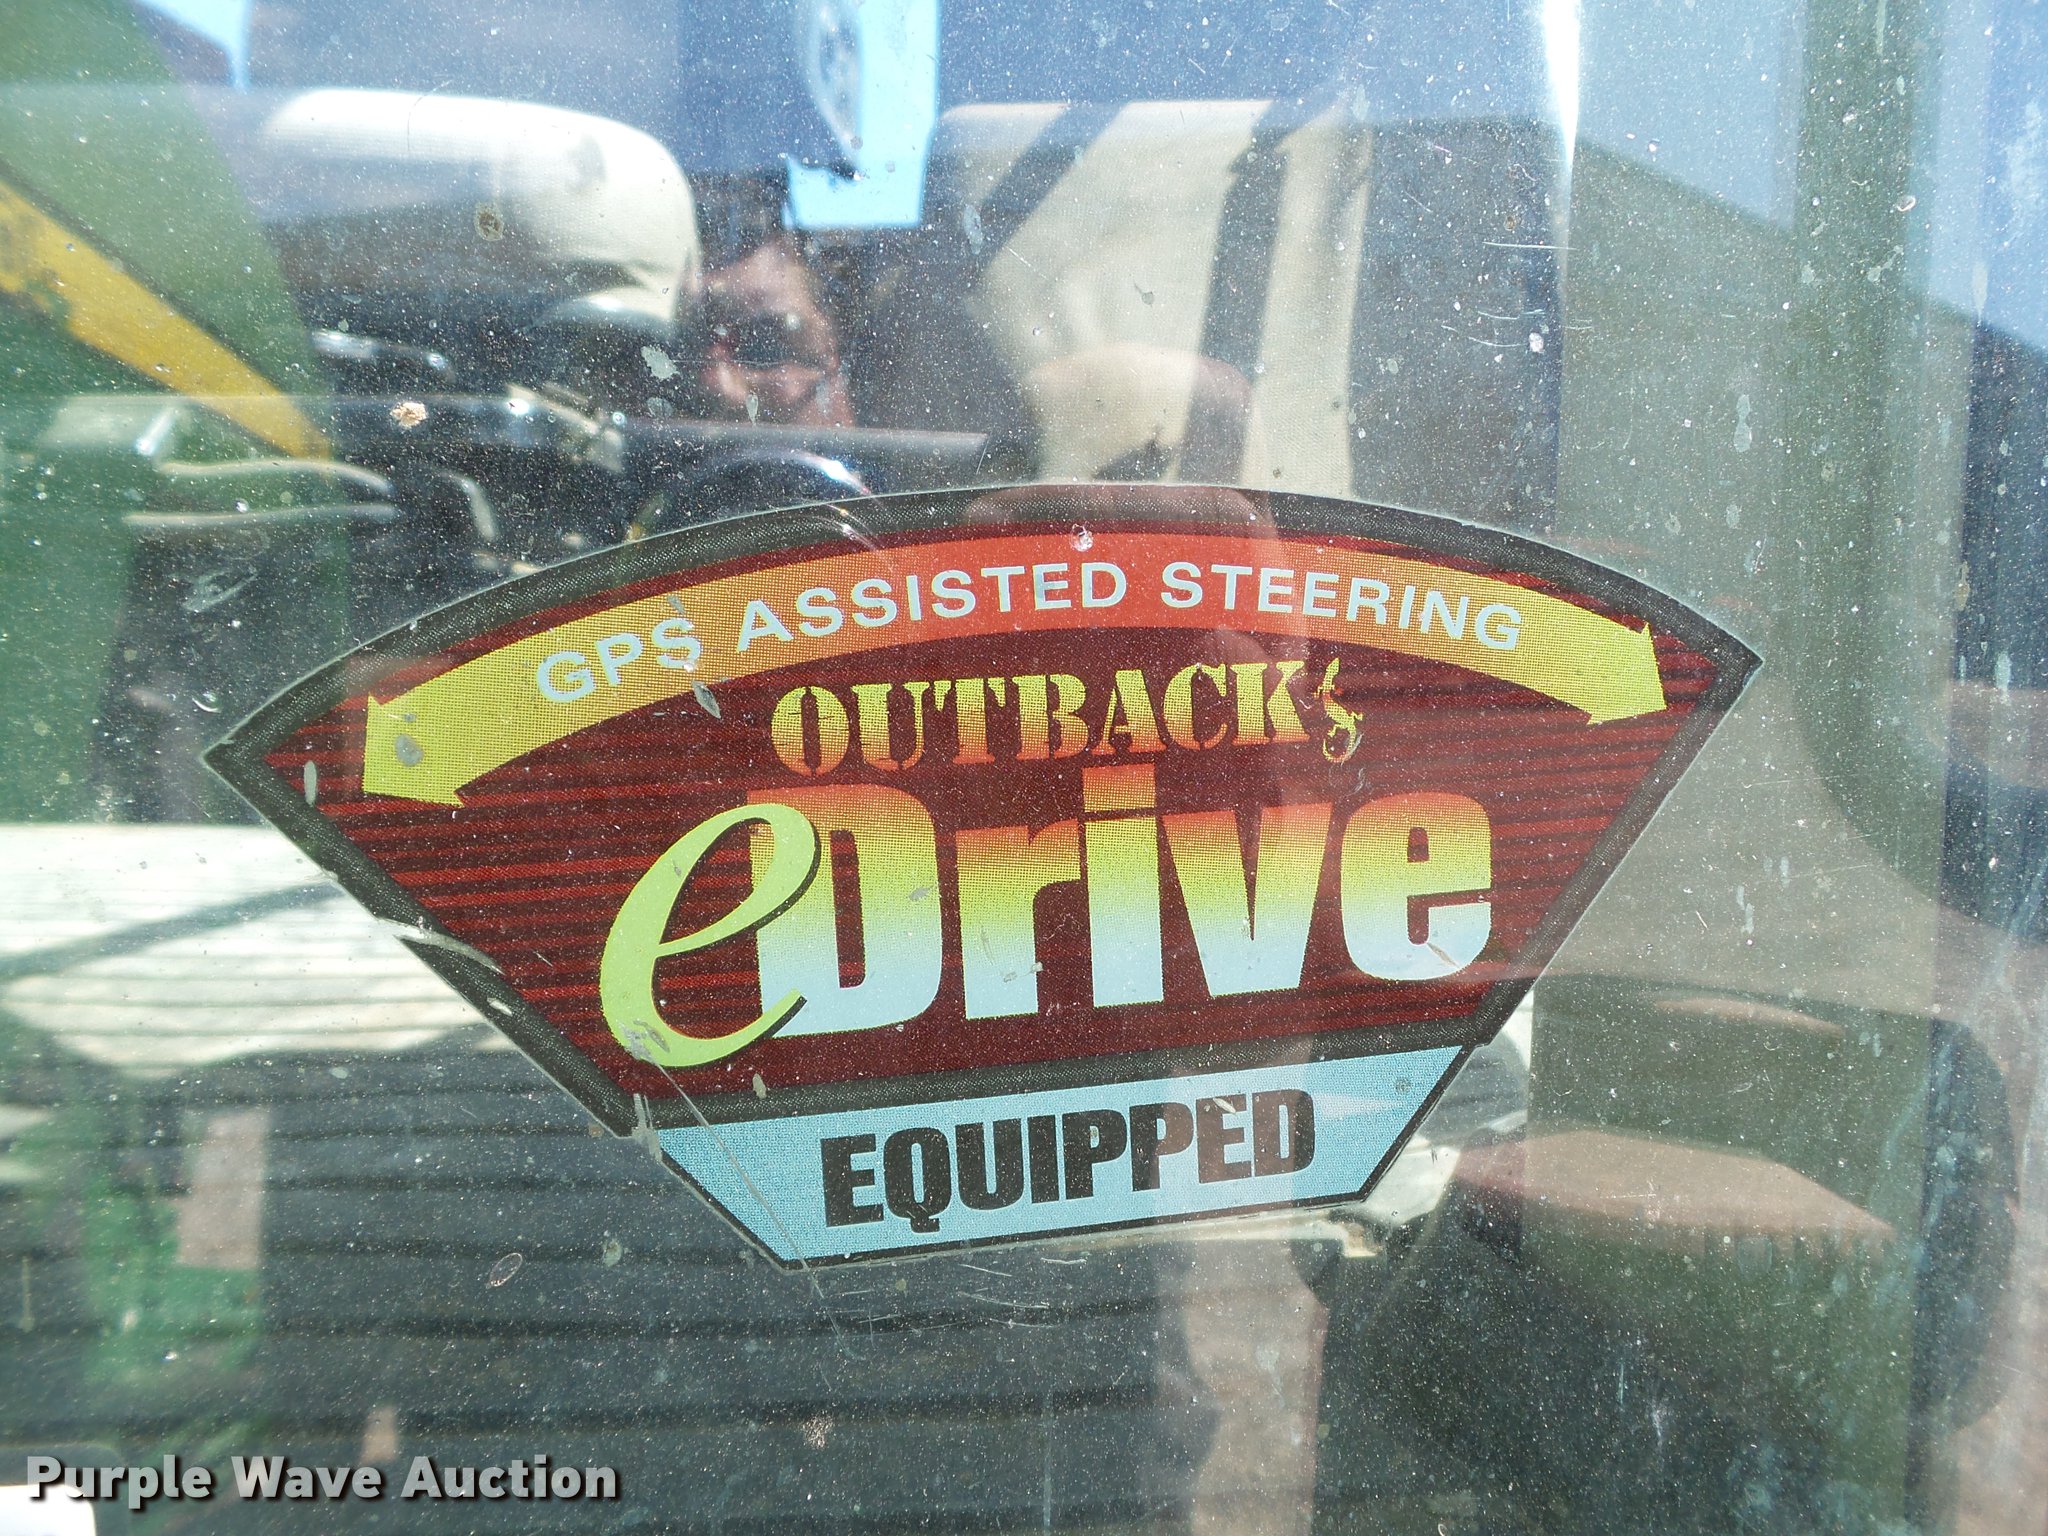 GPS ASSISTED STEERING
OUTBACK
eDrive
EQUIPPED
Purple Wave Auction